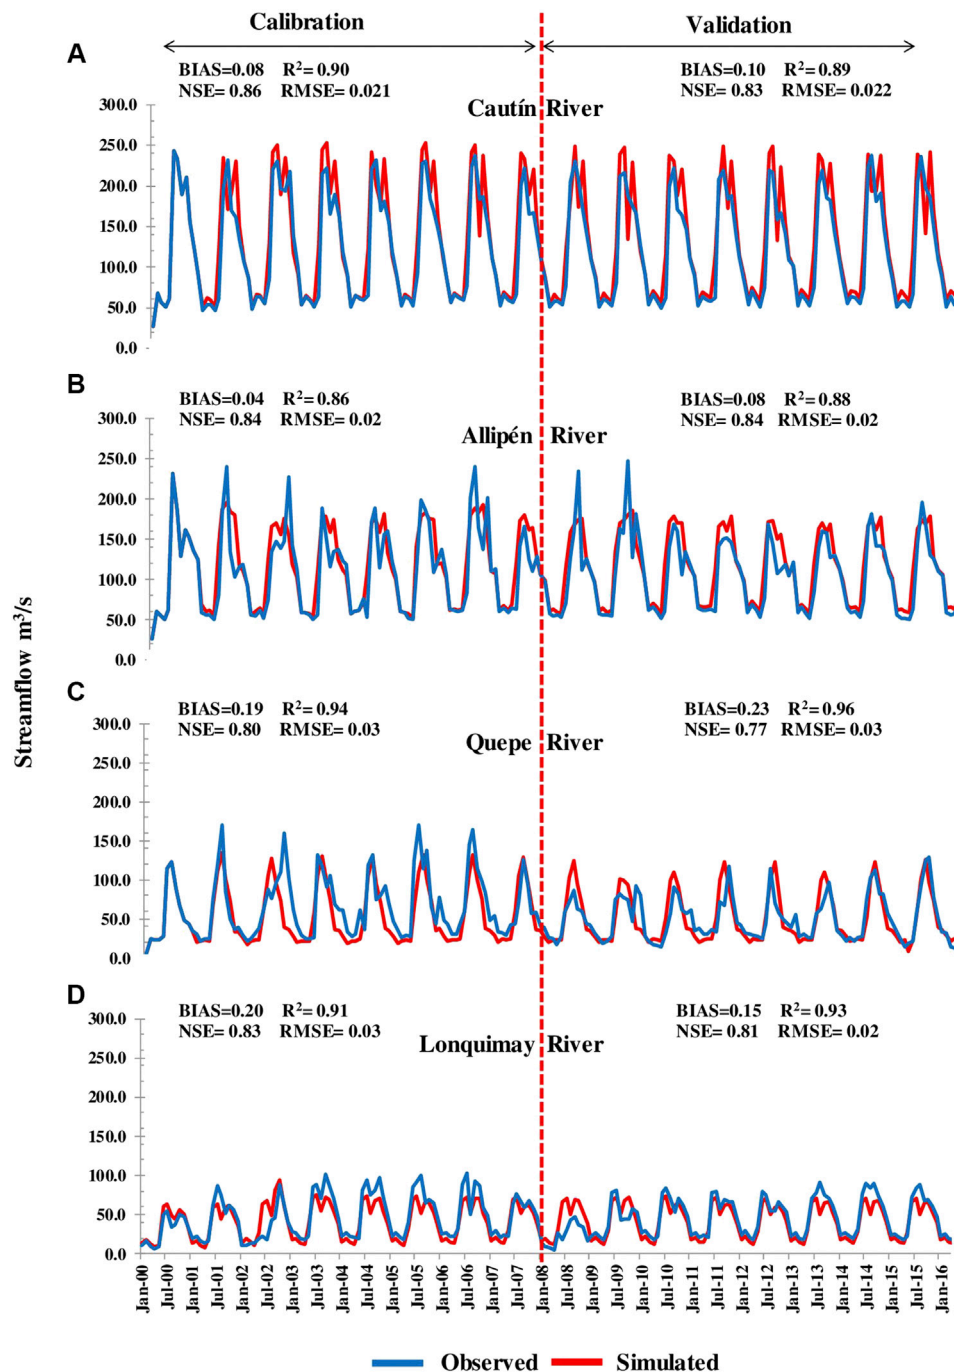 Calibration Validation
A
BIAS=0.08 R²= 0.90 BIAS=0.10 R²= 0.89
NSE= 0.86 RMSE= 0.021 NSE= 0.83 RMSE= 0.022
Cautín River
300.0
250.0
200.0
150.0
100.0
50.0
0.0
B
BIAS=0.04 R²= 0.86 BIAS=0.08 R²= 0.88
NSE= 0.84 RMSE= 0.02 NSE= 0.84 RMSE= 0.02
Allipén River
300.0
250.0
200.0
150.0
100.0
50.0
0.0
Streamflow m³/s
C
BIAS=0.19 R²= 0.94 BIAS=0.23 R²= 0.96
NSE= 0.80 RMSE= 0.03 NSE= 0.77 RMSE= 0.03
Quepe River
300.0
250.0
200.0
150.0
100.0
50.0
0.0
D
BIAS=0.20 R²= 0.91 BIAS=0.15 R²= 0.93
NSE= 0.83 RMSE= 0.03 NSE= 0.81 RMSE= 0.02
Lonquimay River
300.0
250.0
200.0
150.0
100.0
50.0
0.0
Jan-00
Jul-00
Jan-01
Jul-01
Jan-02
Jul-02
Jan-03
Jul-03
Jan-04
Jul-04
Jan-05
Jul-05
Jan-06
Jul-06
Jan-07
Jul-07
Jan-08
Jul-08
Jan-09
Jul-09
Jan-10
Jul-10
Jan-11
Jul-11
Jan-12
Jul-12
Jan-13
Jul-13
Jan-14
Jul-14
Jan-15
Jul-15
Jan-16
Observed Simulated